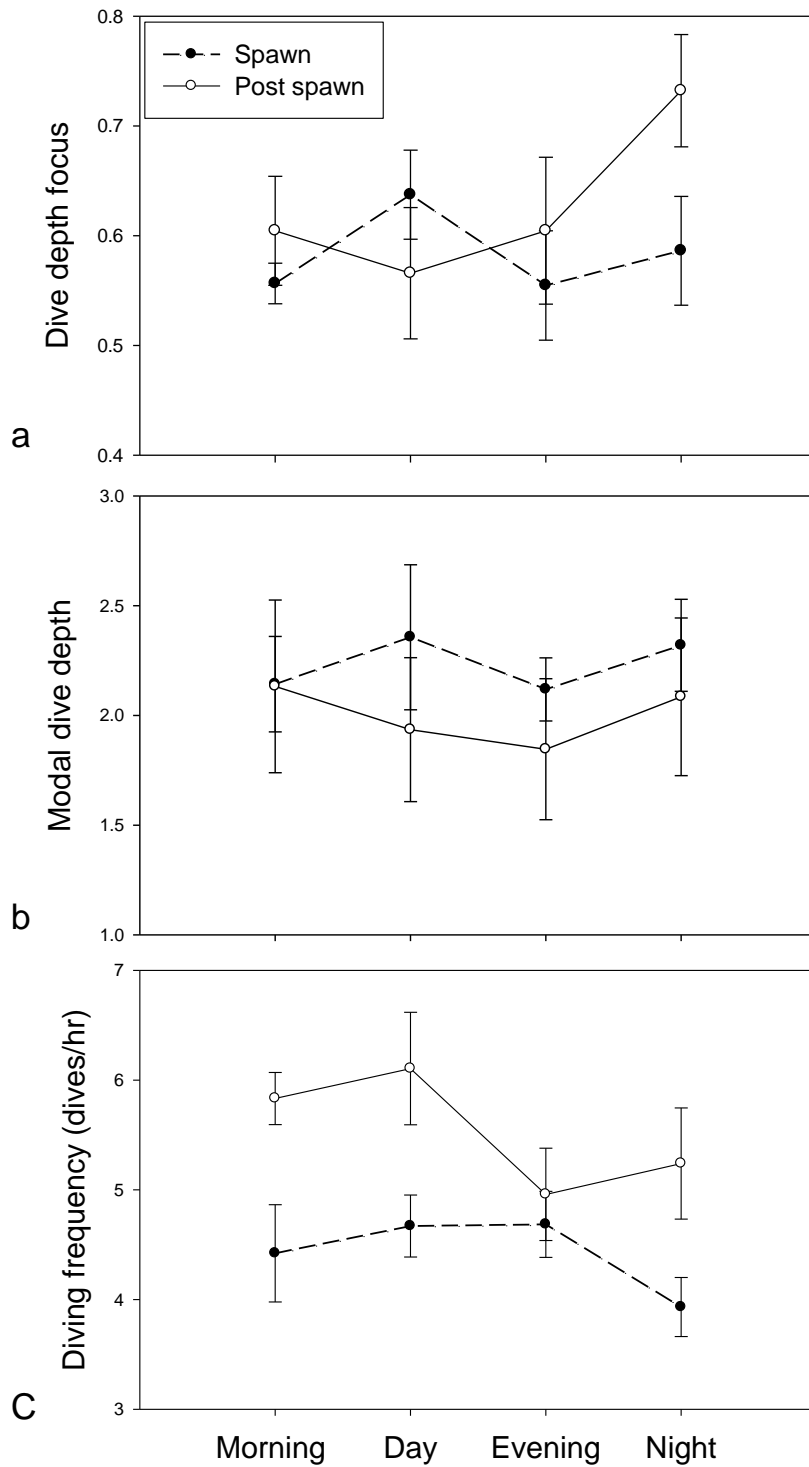 0.8
Spawn
Post spawn
0.7
0.6
0.5
0.4
Dive depth focus
a
3.0
2.5
2.0
1.5
1.0
Modal dive depth
b
7
6
5
4
3
Diving frequency (dives/hr)
C
Morning Day Evening Night